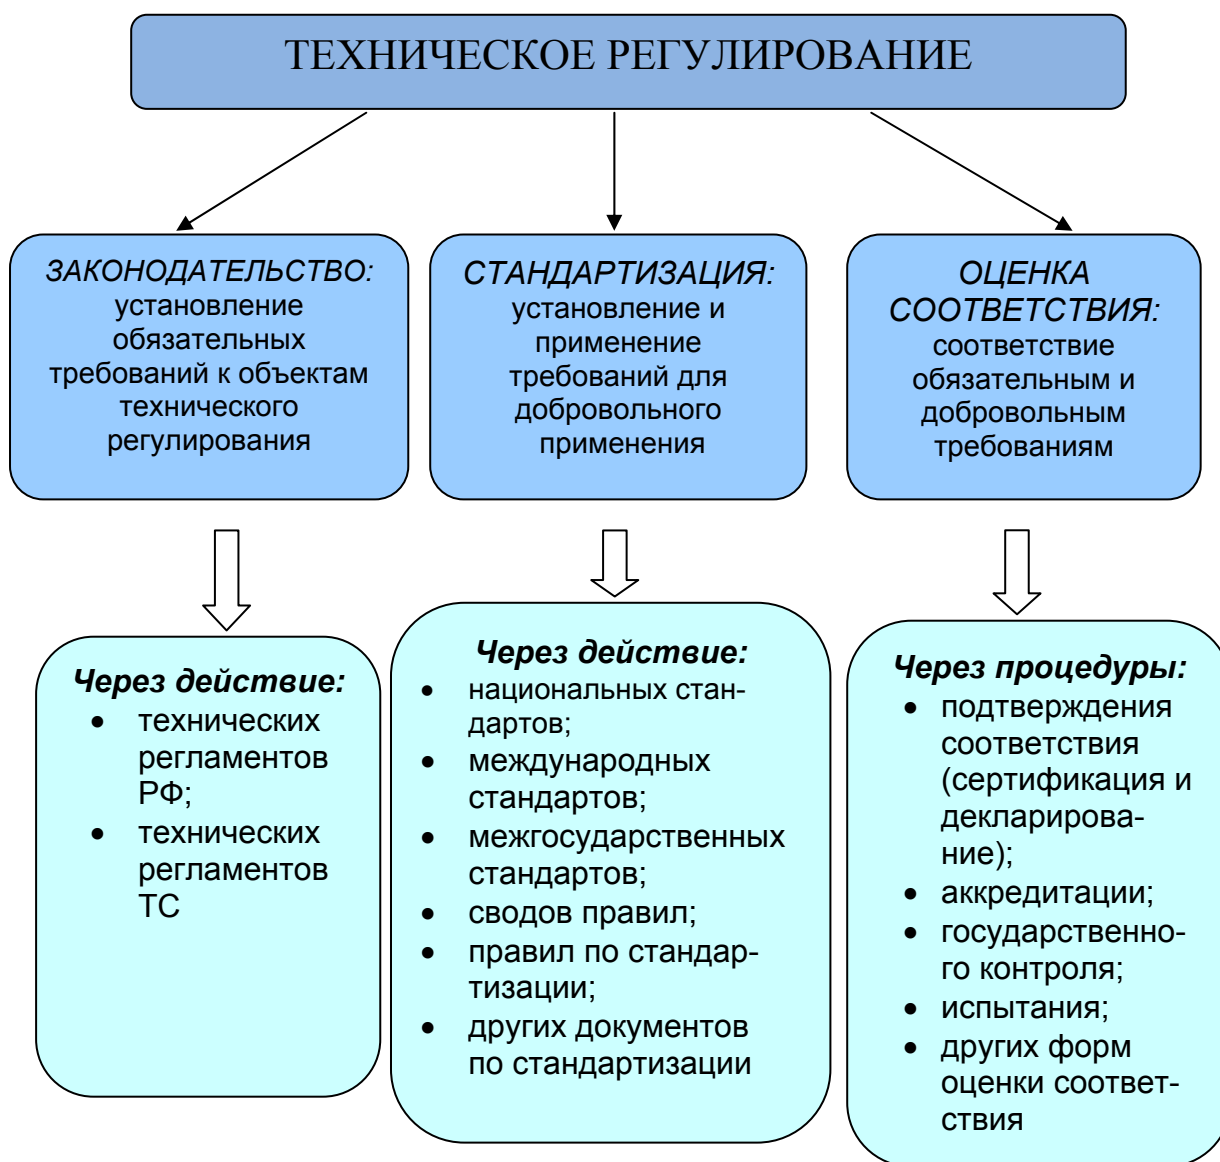 ТЕХНИЧЕСКОЕ РЕГУЛИРОВАНИЕ
ЗАКОНОДАТЕЛЬСТВО:
установление
обязательных
требований к объектам
технического
регулирования
СТАНДАРТИЗАЦИЯ:
установление и
применение
требований для
добровольного
применения
ОЦЕНКА
СООТВЕТСТВИЯ:
соответствие
обязательным и
добровольным
требованиям
Через действие:
• технических
регламентов
РФ;
• технических
регламентов
ТС
Через действие:
• национальных стан-
дартов;
• международных
стандартов;
• межгосударственных
стандартов;
• сводов правил;
• правил по стандар-
тизации;
• других документов
по стандартизации
Через процедуры:
• подтверждения
соответствия
(сертификация и
декларирова-
ние);
• аккредитации;
• государственно-
го контроля;
• испытания;
• других форм
оценки соответ-
ствия